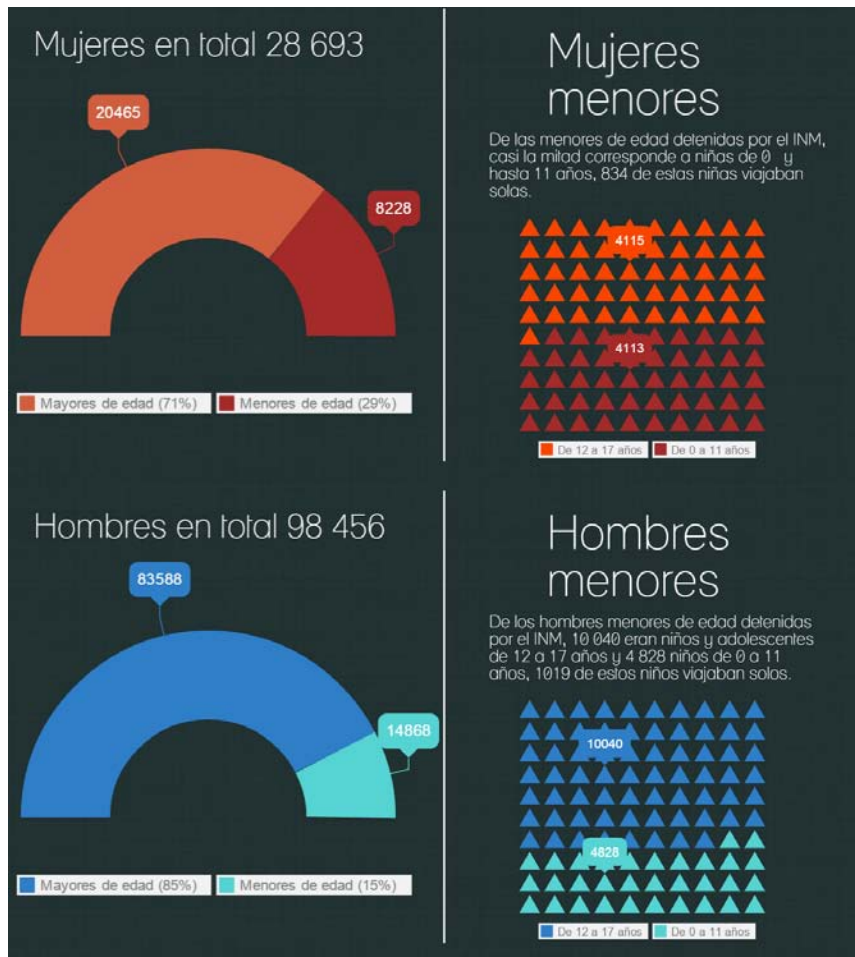 Mujeres en total 28 693
20465
8228
Mayores de edad (71%)
Menores de edad (29%)
Mujeres
menores
De las menores de edad detenidas por el INM,
casi la mitad corresponde a niñas de 0 y
hasta 11 años, 834 de estas niñas viajaban
solas.
4115
4113
De 12 a 17 años
De 0 a 11 años
Hombres en total 98 456
83588
14868
Mayores de edad (85%)
Menores de edad (15%)
Hombres
menores
De los hombres menores de edad detenidas
por el INM, 10 040 eran niños y adolescentes
de 12 a 17 años y 4 828 niños de 0 a 11
años, 1019 de estos niños viajaban solos.
10040
4828
De 12 a 17 años
De 0 a 11 años